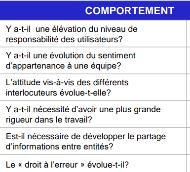 COMPORTEMENT
Y a-t-il une élévation du niveau de
responsabilité des utilisateurs?
Y a-t-il une évolution du sentiment
d'appartenance à une équipe?
L'attitude vis-à-vis des différents
interlocuteurs évolue-t-elle?
Y a-t-il nécessité d'avoir une plus grande
rigueur dans le travail?
Est-il nécessaire de développer le partage
d'informations entre entités?
Le « droit à l'erreur » évolue-t-il?